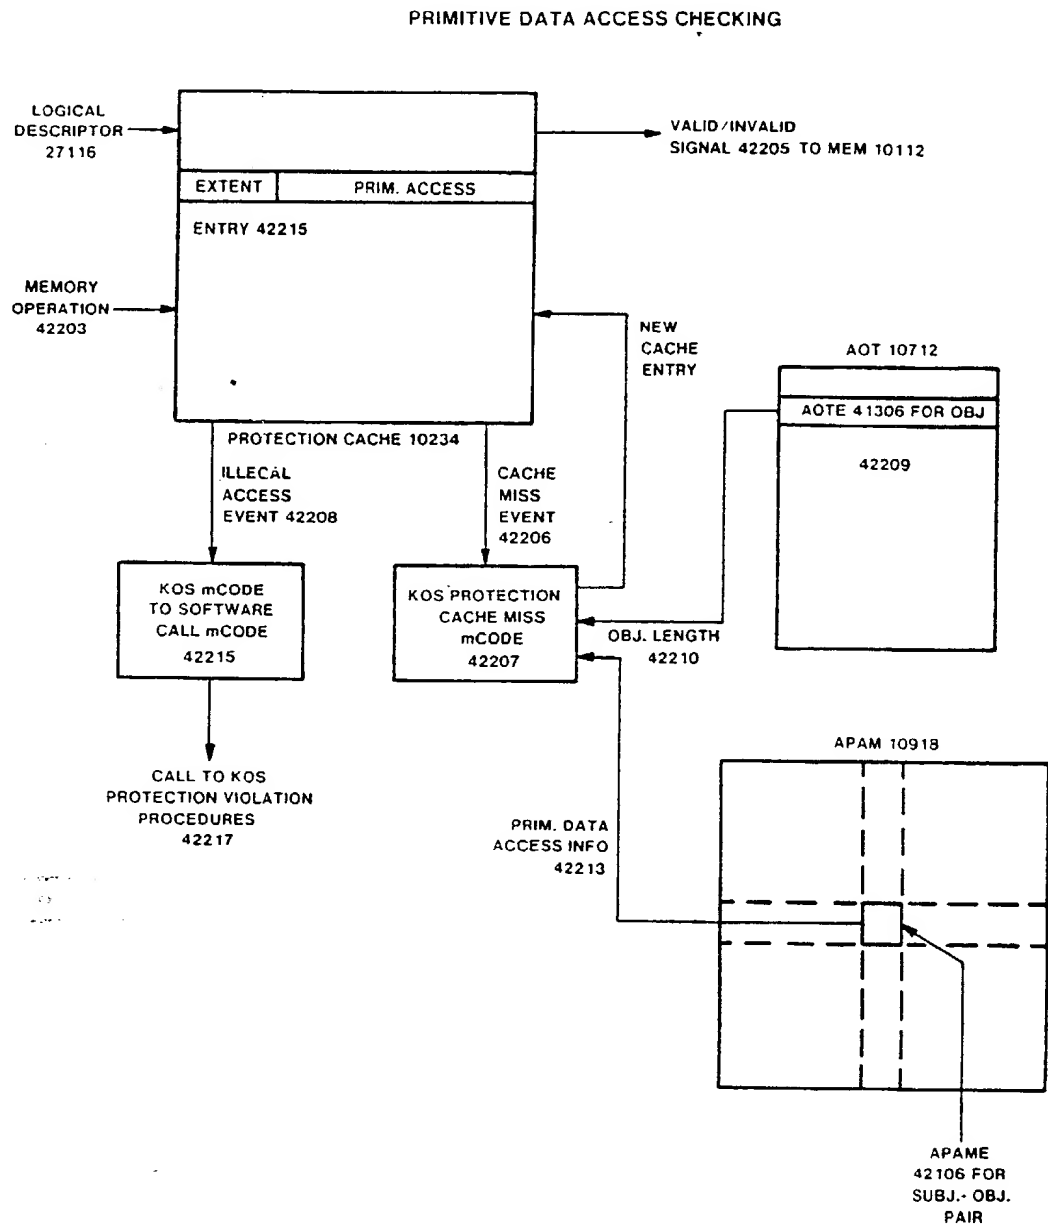 PRIMITIVE DATA ACCESS CHECKING
LOGICAL
DESCRIPTOR
27116
VALID/INVALID
SIGNAL 42205 TO MEM 10112
EXTENT
PRIM. ACCESS
ENTRY 42215
MEMORY
OPERATION
42203
NEW
CACHE
ENTRY
AOT 10712
AOTE 41306 FOR OBJ
42209
PROTECTION CACHE 10234
ILLEGAL
ACCESS
EVENT 42208
CACHE
MISS
EVENT
42206
KOS mCODE
TO SOFTWARE
CALL mCODE
42215
KOS PROTECTION
CACHE MISS
mCODE
42207
OBJ. LENGTH
42210
CALL TO KOS
PROTECTION VIOLATION
PROCEDURES
42217
APAM 10918
PRIM. DATA
ACCESS INFO
42213
APAME
42106 FOR
SUBJ.- OBJ.
PAIR